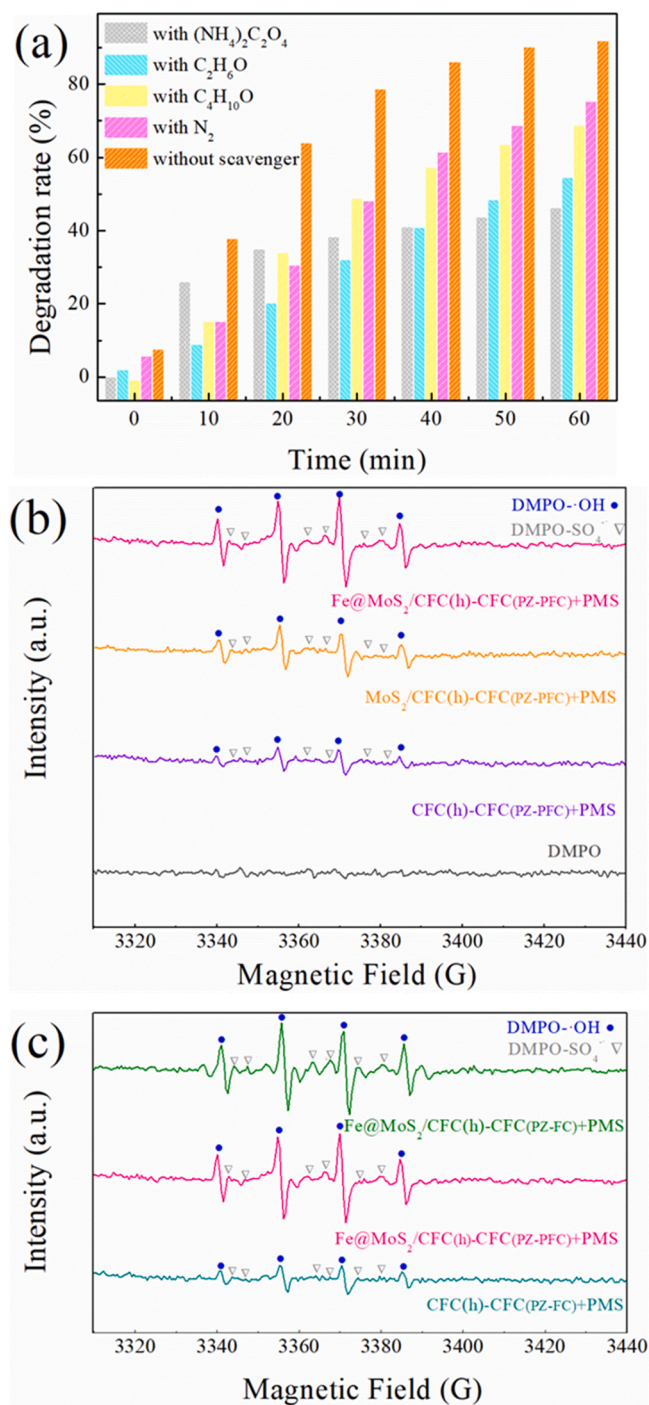 (a)
with (NH₄)₂C₂O₄
with C₂H₆O
with C₄H₁₀O
with N₂
without scavenger
Degradation rate (%)
80
60
40
20
0
0 10 20 30 40 50 60
Time (min)
(b)
DMPO-·OH ●
DMPO-SO₄·⁻ ▽
Fe@MoS₂/CFC(h)-CFC(PZ-PFC)+PMS
MoS₂/CFC(h)-CFC(PZ-PFC)+PMS
CFC(h)-CFC(PZ-PFC)+PMS
DMPO
Intensity (a.u.)
3320 3340 3360 3380 3400 3420 3440
Magnetic Field (G)
(c)
DMPO-·OH ●
DMPO-SO₄·⁻ ▽
Fe@MoS₂/CFC(h)-CFC(PZ-FC)+PMS
Fe@MoS₂/CFC(h)-CFC(PZ-PFC)+PMS
CFC(h)-CFC(PZ-FC)+PMS
Intensity (a.u.)
3320 3340 3360 3380 3400 3420 3440
Magnetic Field (G)